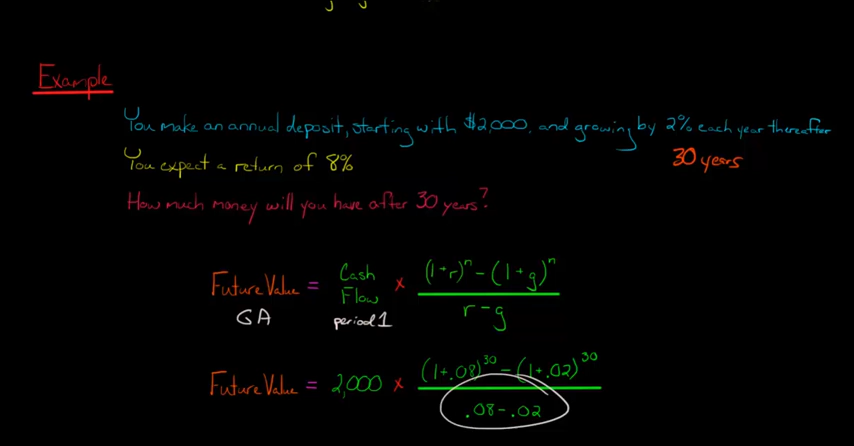 Example
You make an annual deposit, starting with $2,000, and growing by 2% each year thereafter
30 years
You expect a return of 8%
How much money will you have after 30 years?
Future Value = Cash Flow × (1+r)^n - (1+g)^n / r-g
GA period 1
Future Value = 2,000 × (1+.08)^30 - (1+.02)^30 / .08-.02